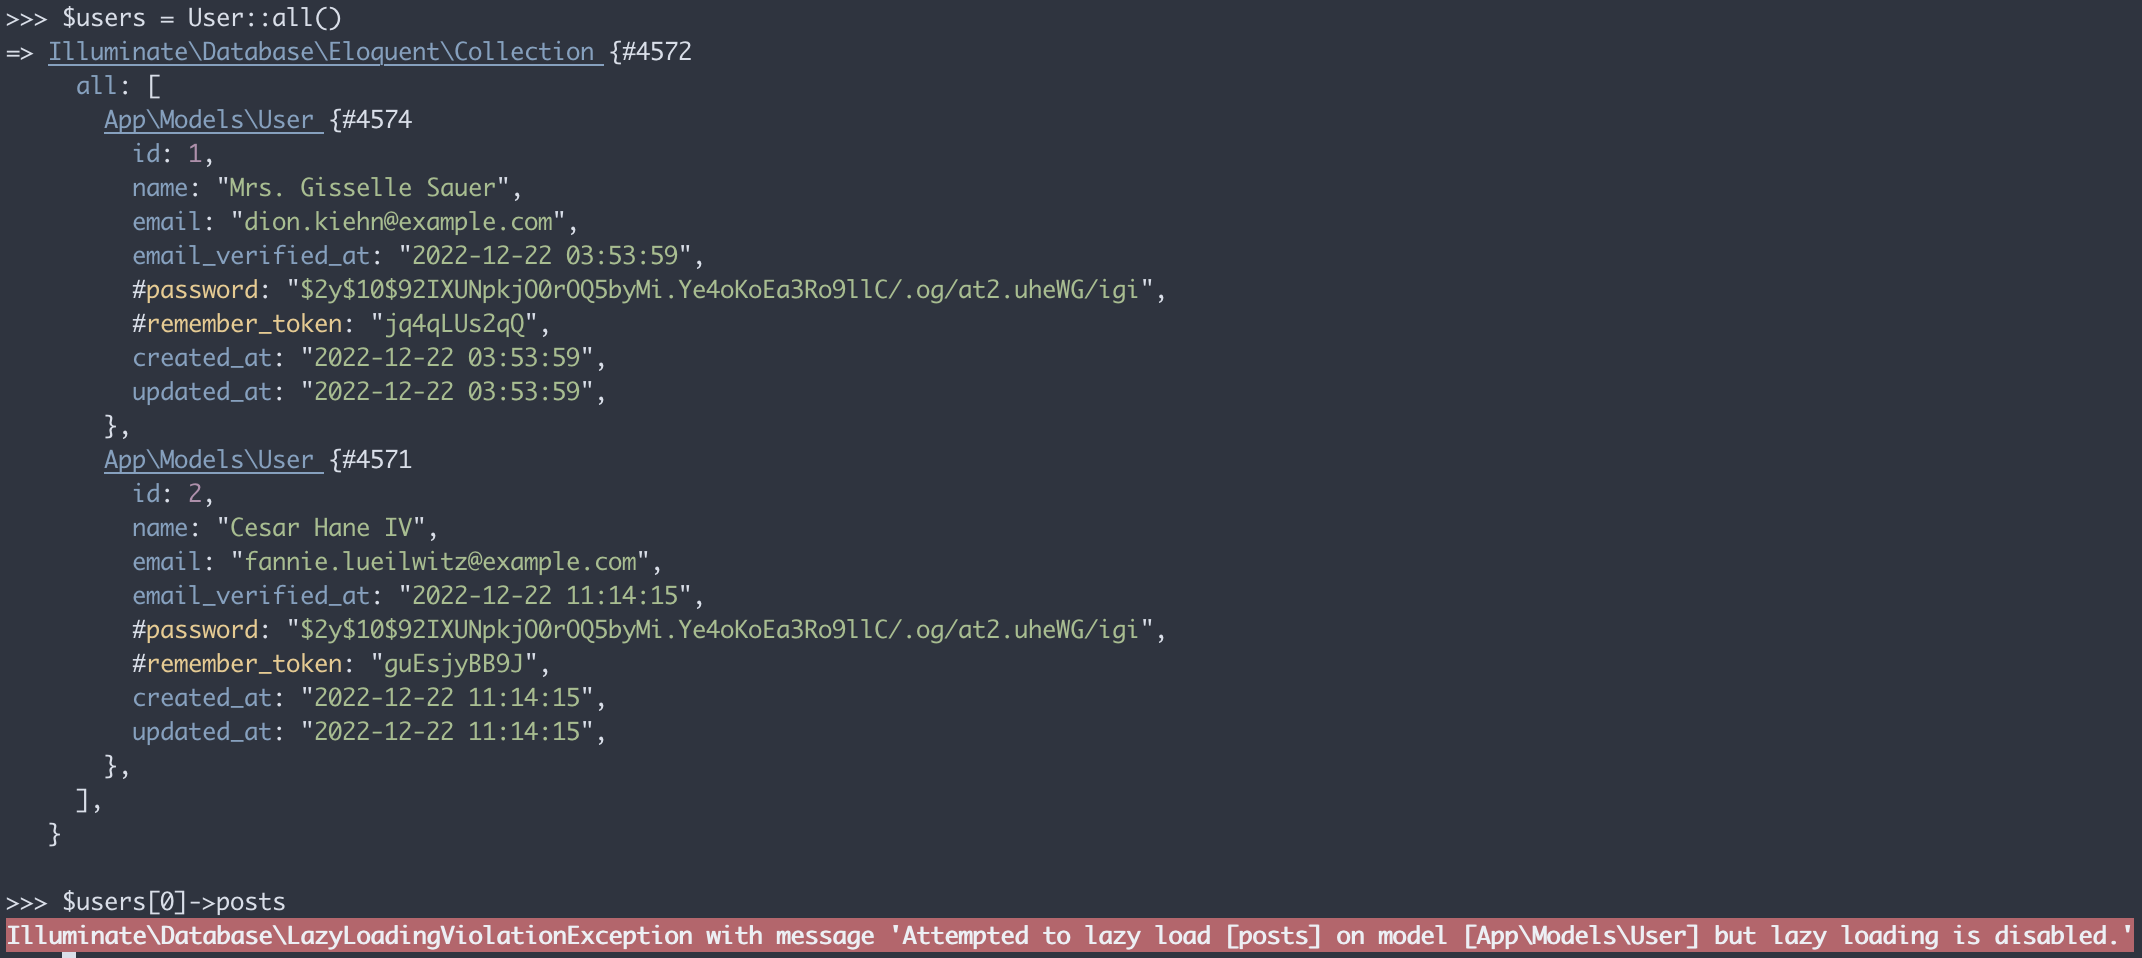 >>> $users = User::all()
=> Illuminate\Database\Eloquent\Collection {#4572
     all: [
       App\Models\User {#4574
         id: 1,
         name: "Mrs. Gisselle Sauer",
         email: "dion.kiehn@example.com",
         email_verified_at: "2022-12-22 03:53:59",
         #password: "$2y$10$92IXUNpkjO0rOQ5byMi.Ye4oKoEa3Ro9llC/.og/at2.uheWG/igi",
         #remember_token: "jq4qLUs2qQ",
         created_at: "2022-12-22 03:53:59",
         updated_at: "2022-12-22 03:53:59",
       },
       App\Models\User {#4571
         id: 2,
         name: "Cesar Hane IV",
         email: "fannie.lueilwitz@example.com",
         email_verified_at: "2022-12-22 11:14:15",
         #password: "$2y$10$92IXUNpkjO0rOQ5byMi.Ye4oKoEa3Ro9llC/.og/at2.uheWG/igi",
         #remember_token: "guEsjyBB9J",
         created_at: "2022-12-22 11:14:15",
         updated_at: "2022-12-22 11:14:15",
       },
     ],
   }
>>> $users[0]->posts
Illuminate\Database\LazyLoadingViolationException with message 'Attempted to lazy load [posts] on model [App\Models\User] but lazy loading is disabled.'